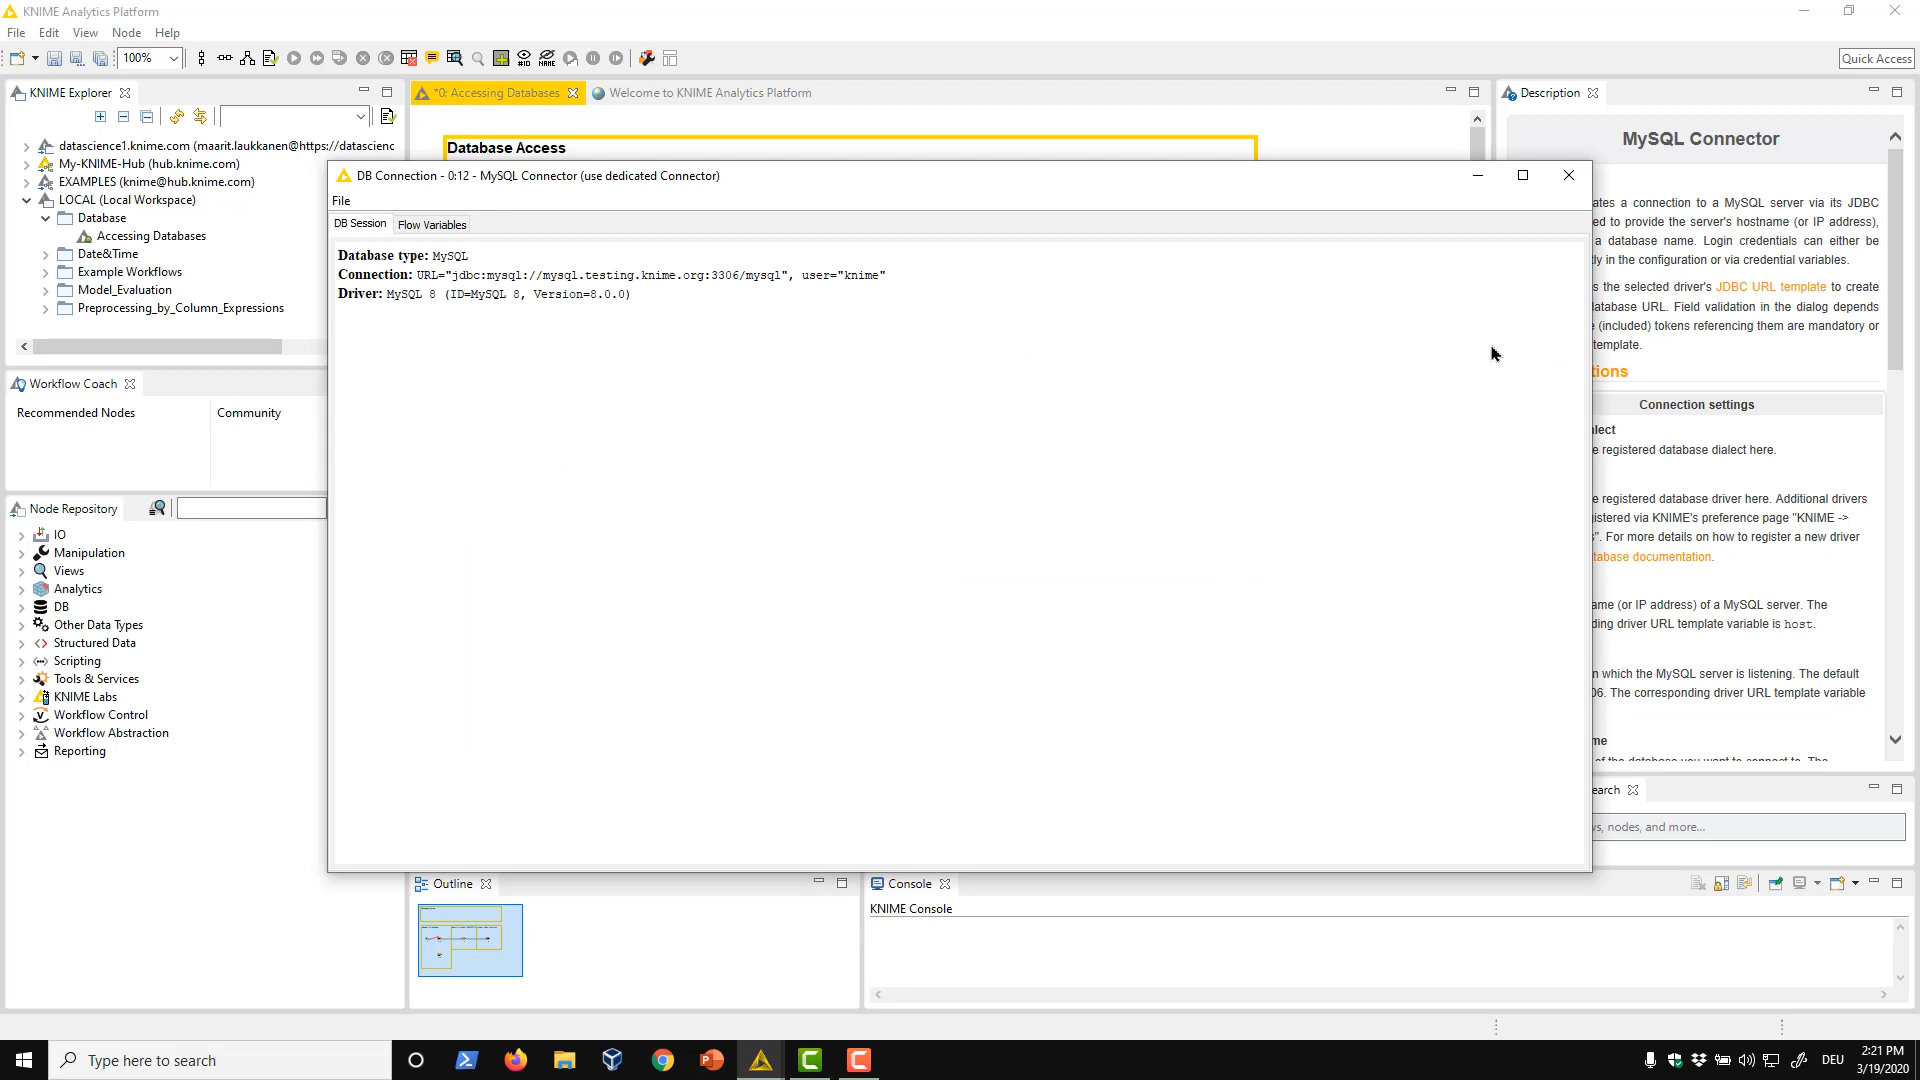 KNIME Analytics Platform
File Edit View Node Help
100%
Quick Access
KNIME Explorer
*0: Accessing Databases
Welcome to KNIME Analytics Platform
Description
datascience1.knime.com (maarit.laukkanen@https://datascienc
My-KNIME-Hub (hub.knime.com)
EXAMPLES (knime@hub.knime.com)
LOCAL (Local Workspace)
Database
Accessing Databases
Date&Time
Example Workflows
Model_Evaluation
Preprocessing_by_Column_Expressions
Database Access
DB Connection - 0:12 - MySQL Connector (use dedicated Connector)
File
DB Session
Flow Variables
Database type: MySQL
Connection: URL="jdbc:mysql://mysql.testing.knime.org:3306/mysql", user="knime"
Driver: MySQL 8 (ID=MySQL 8, Version=8.0.0)
MySQL Connector
ates a connection to a MySQL server via its JDBC
ed to provide the server's hostname (or IP address),
a database name. Login credentials can either be
tly in the configuration or via credential variables.
s the selected driver's JDBC URL template to create
latabase URL. Field validation in the dialog depends
e (included) tokens referencing them are mandatory or
template.
tions
Connection settings
lect
e registered database dialect here.
e registered database driver here. Additional drivers
istered via KNIME's preference page "KNIME ->
s". For more details on how to register a new driver
tabase documentation.
ame (or IP address) of a MySQL server. The
ding driver URL template variable is host.
n which the MySQL server is listening. The default
06. The corresponding driver URL template variable
me
of the database you want to connect to. The
earch
vs, nodes, and more...
Workflow Coach
Recommended Nodes
Community
Node Repository
IO
Manipulation
Views
Analytics
DB
Other Data Types
Structured Data
Scripting
Tools & Services
KNIME Labs
Workflow Control
Workflow Abstraction
Reporting
Outline
Console
KNIME Console
Type here to search
DEU
2:21 PM
3/19/2020